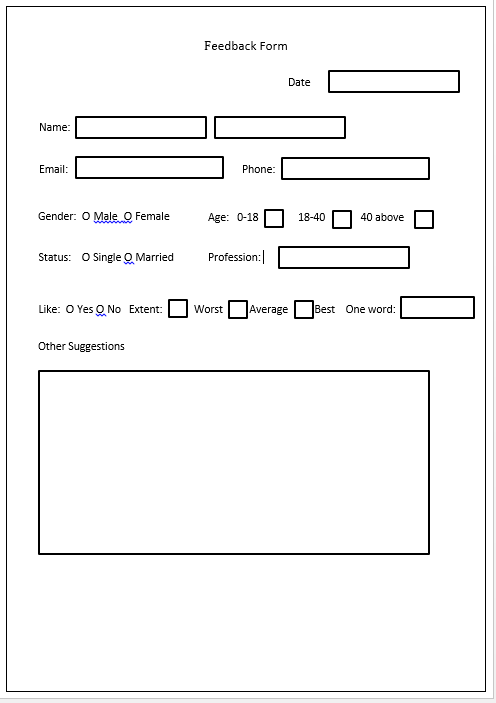 Feedback Form
Date
Name:
Email: Phone:
Gender: O Male O Female Age: 0-18 18-40 40 above
Status: O Single O Married Profession:
Like: O Yes O No Extent: Worst Average Best One word:
Other Suggestions